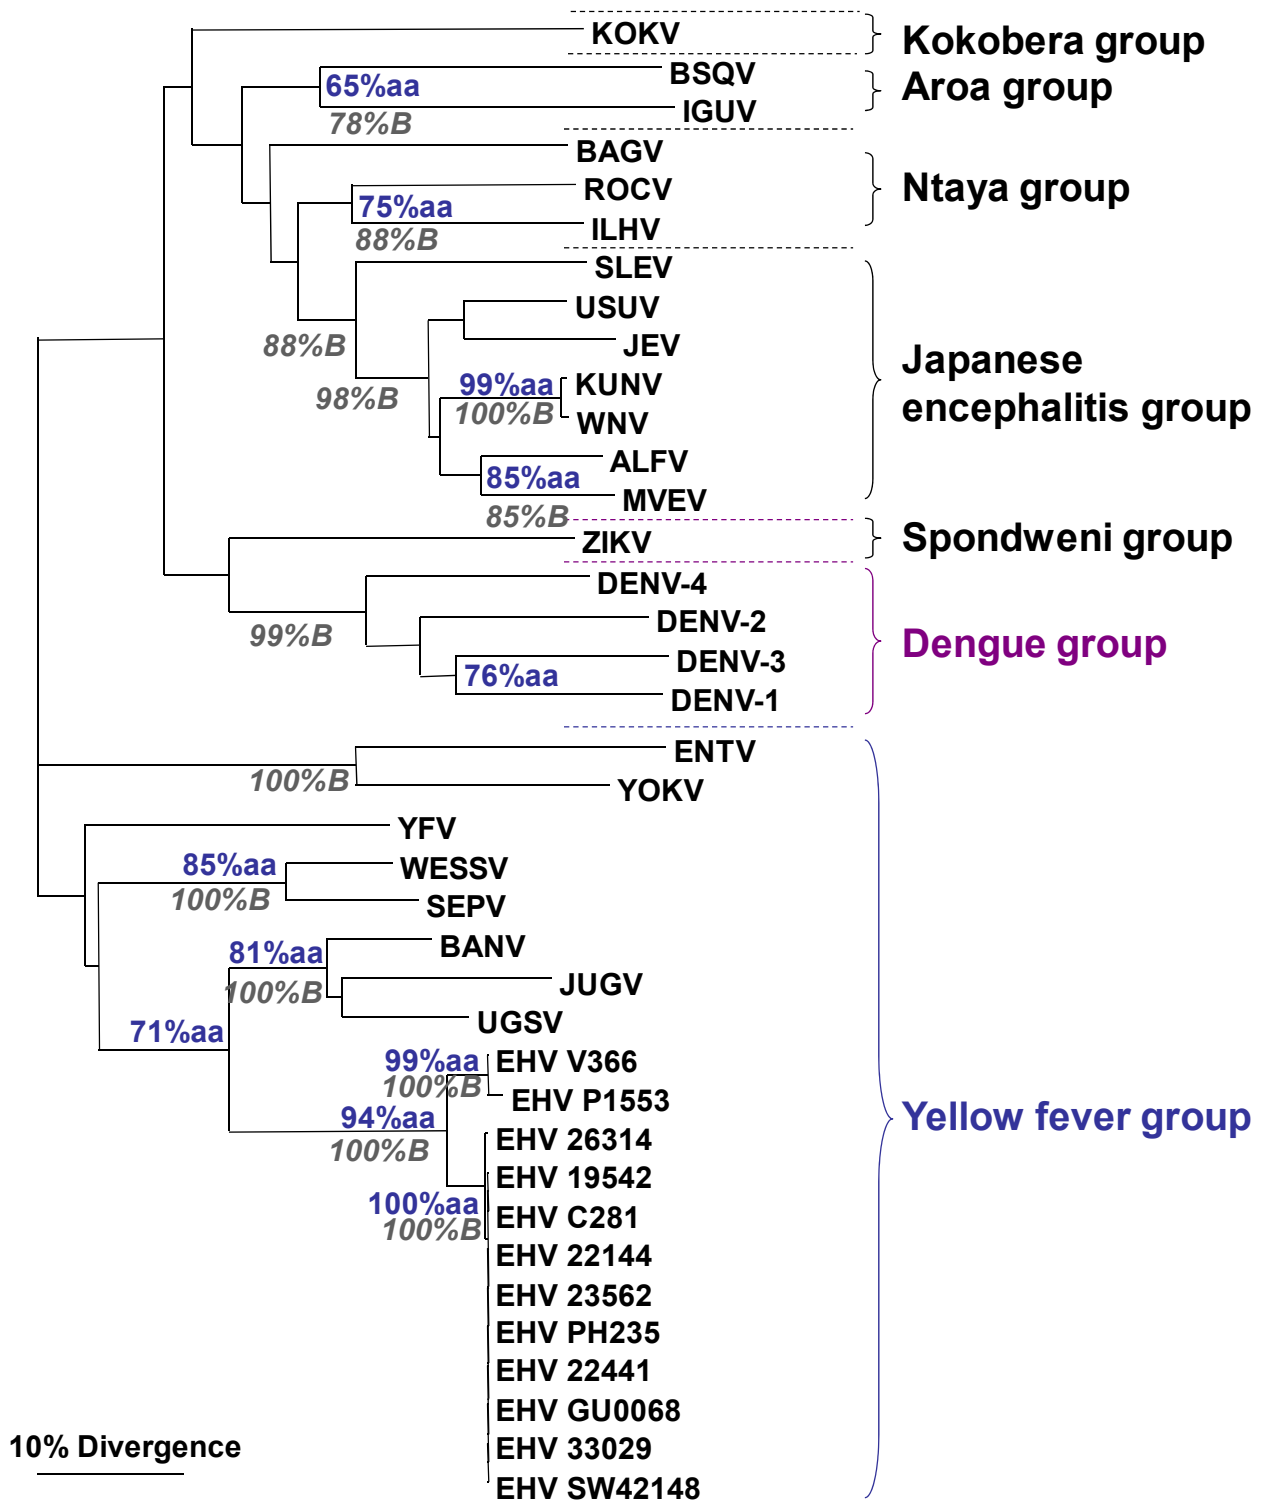 KOKV
Kokobera group
BSQV
65%aa
Aroa group
IGUV
78%B
BAGV
ROCV
Ntaya group
75%aa
ILHV
88%B
SLEV
USUV
88%B
JEV
Japanese
encephalitis group
99%aa
KUNV
98%B
100%B
WNV
ALFV
85%aa
MVEV
85%B
ZIKV
Spondweni group
DENV-4
DENV-2
99%B
Dengue group
DENV-3
76%aa
DENV-1
ENTV
100%B
YOKV
YFV
85%aa
WESSV
100%B
SEPV
BANV
81%aa
JUGV
100%B
UGSV
71%aa
99%aa
EHV V366
100%B
EHV P1553
94%aa
Yellow fever group
EHV 26314
100%B
EHV 19542
100%aa
EHV C281
100%B
EHV 22144
EHV 23562
EHV PH235
EHV 22441
EHV GU0068
10% Divergence
EHV 33029
EHV SW42148